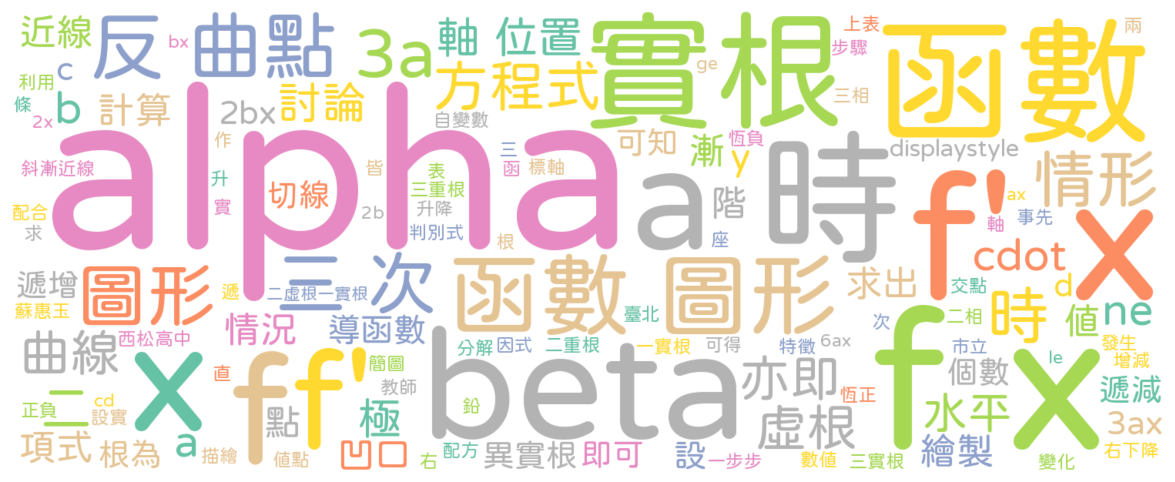 近線
反
曲點
bx
c
利用
條
b
2x
計算
2bx
討論
3a
軸
位置
方程式
自變數
實根
ge
上表
步驟
三相
函數
兩
alpha
斜漸近線
配合
求
作
升
實
切線
皆
2b
表
三重根
升降
判別式
三
函
標軸
根
可知
漸
y
恆負
a
階
座
時
displaystyle
情形
f'
ax
軸
事先
x
cdot
遞增
蘇惠玉
圖形
西松高中
遞
二虛根一實根
三次
情況
導函數
函數
圖形
臺北
求出
交點
d
時
值
ne
曲線
x
直
f
f'
簡圖
教師
分解
因式
二重根
一實根
可得
特徵
6ax
次
f
二相
市立
le
發生
增減
個數
遞減
x
二
正負
cd
設實
點
極
鉛
beta
亦即
恆正
虛根
水平
3ax
項式
根為
a
描繪
值點
凹口
右
配方
異實根
即可
設
一步步
數值
三實根
繪製
變化
右下降